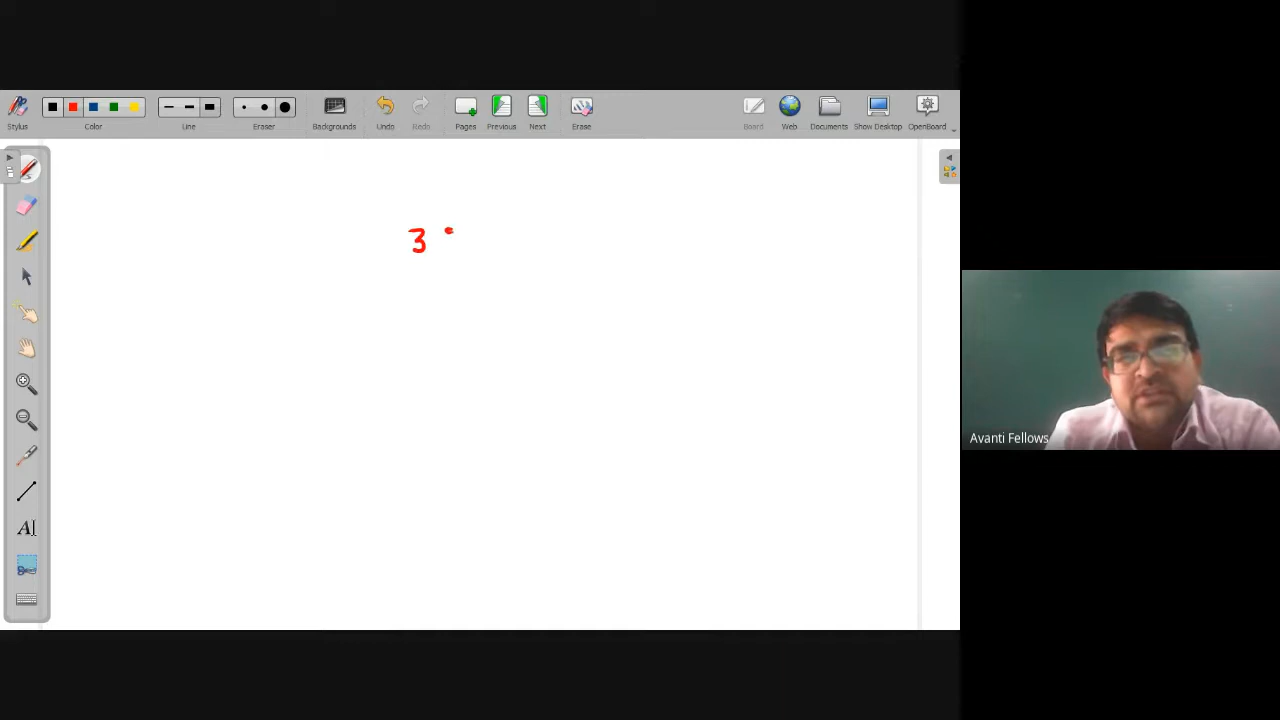 Stylus
Color
Line
Eraser
Backgrounds
Undo
Redo
Pages
Previous
Next
Erase
Board
Web
Documents
Show Desktop
OpenBoard
3
A
Avanti Fellows